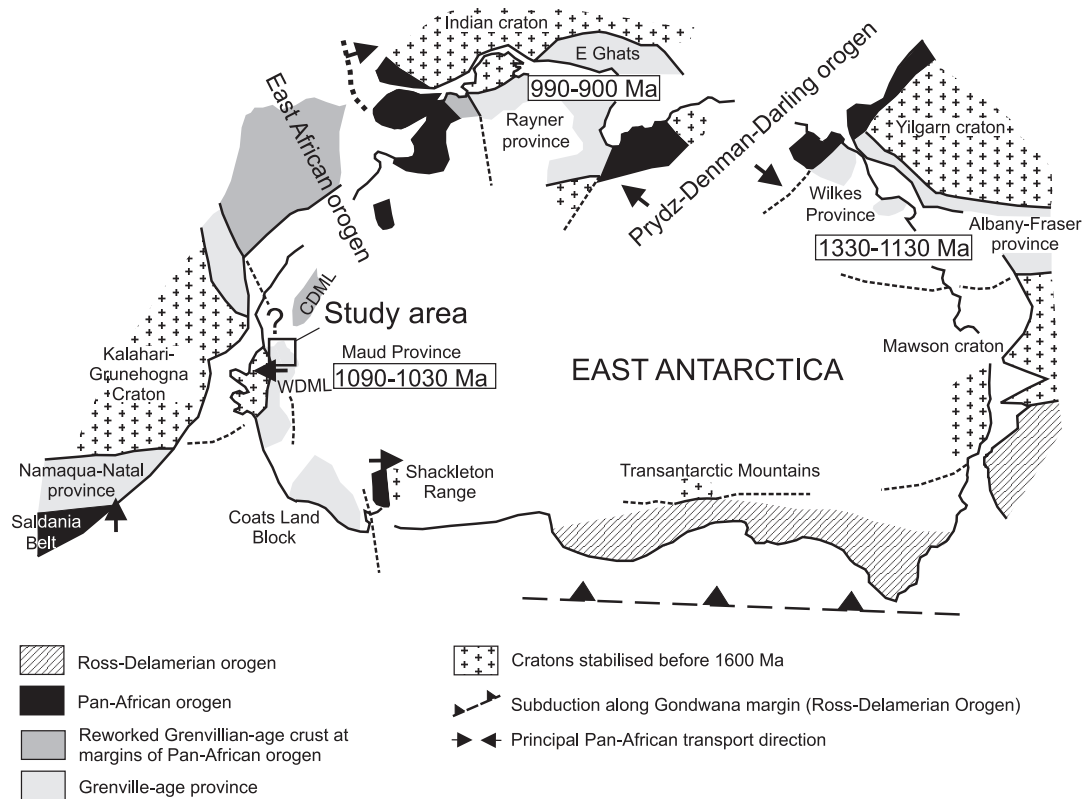 Indian craton
E Ghats
990-900 Ma
Rayner
province
East African orogen
Prydz-Denman-Darling orogen
Yilgarn craton
Wilkes
Province
Albany-Fraser
province
1330-1130 Ma
CDML
?
Study area
Kalahari-
Grunehogna
Craton
Maud Province
WDML
1090-1030 Ma
EAST ANTARCTICA
Mawson craton
Namaqua-Natal
province
Saldania
Belt
Coats Land
Block
Shackleton
Range
Transantarctic Mountains
Ross-Delamerian orogen
Pan-African orogen
Reworked Grenvillian-age crust at
margins of Pan-African orogen
Grenville-age province
Cratons stabilised before 1600 Ma
Subduction along Gondwana margin (Ross-Delamerian Orogen)
Principal Pan-African transport direction